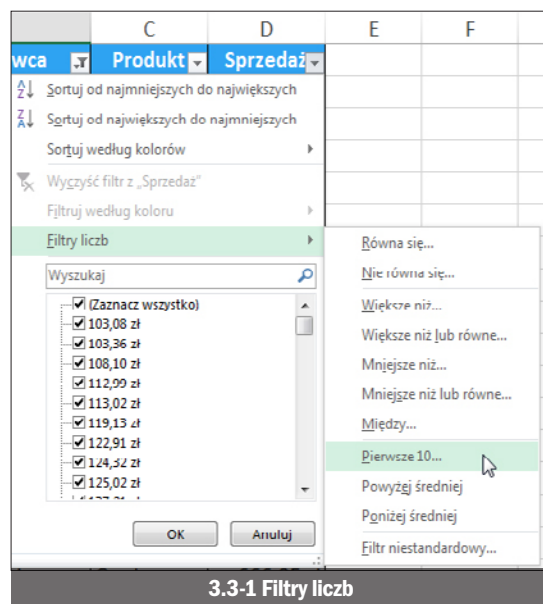 C D E F
wca Produkt Sprzedaż
Sortuj od najmniejszych do największych
Sortuj od największych do najmniejszych
Sortuj według kolorów
Wyczyść filtr z „Sprzedaż"
Filtruj według koloru
Filtry liczb
Wyszukaj
(Zaznacz wszystko)
103,08 zł
103,36 zł
108,10 zł
112,99 zł
113,02 zł
119,13 zł
122,91 zł
124,32 zł
125,02 zł
OK Anuluj
Równa się...
Nie równa się...
Większe niż...
Większe niż lub równe...
Mniejsze niż...
Mniejsze niż lub równe...
Między...
Pierwsze 10...
Powyżej średniej
Poniżej średniej
Filtr niestandardowy...
3.3-1 Filtry liczb